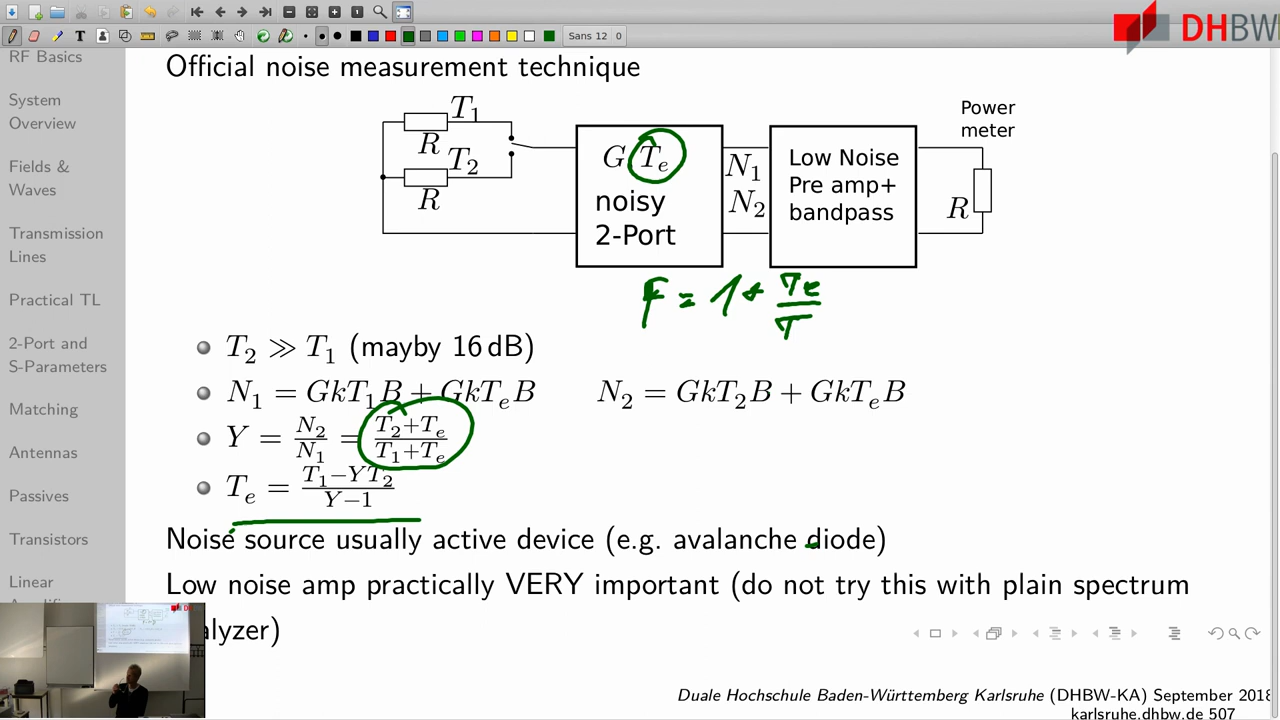 Sans 12 0
DHBW
RF Basics
System
Overview
Fields &
Waves
Transmission
Lines
Practical TL
2-Port and
S-Parameters
Matching
Antennas
Passives
Transistors
Linear
Official noise measurement technique
T₁
R
T₂
R
G Tₑ
noisy
2-Port
N₁
N₂
Low Noise
Pre amp+
bandpass
Power
meter
R
F = 1 + Te/T
T₂ ≫ T₁ (mayby 16 dB)
N₁ = GkT₁B + GkTₑB N₂ = GkT₂B + GkTₑB
Y = N₂/N₁ = (T₂+Tₑ)/(T₁+Tₑ)
Tₑ = (T₁−YT₂)/(Y−1)
Noise source usually active device (e.g. avalanche diode)
Low noise amp practically VERY important (do not try this with plain spectrum
alyzer)
Duale Hochschule Baden-Württemberg Karlsruhe (DHBW-KA) September 2018
karlsruhe.dhbw.de 507